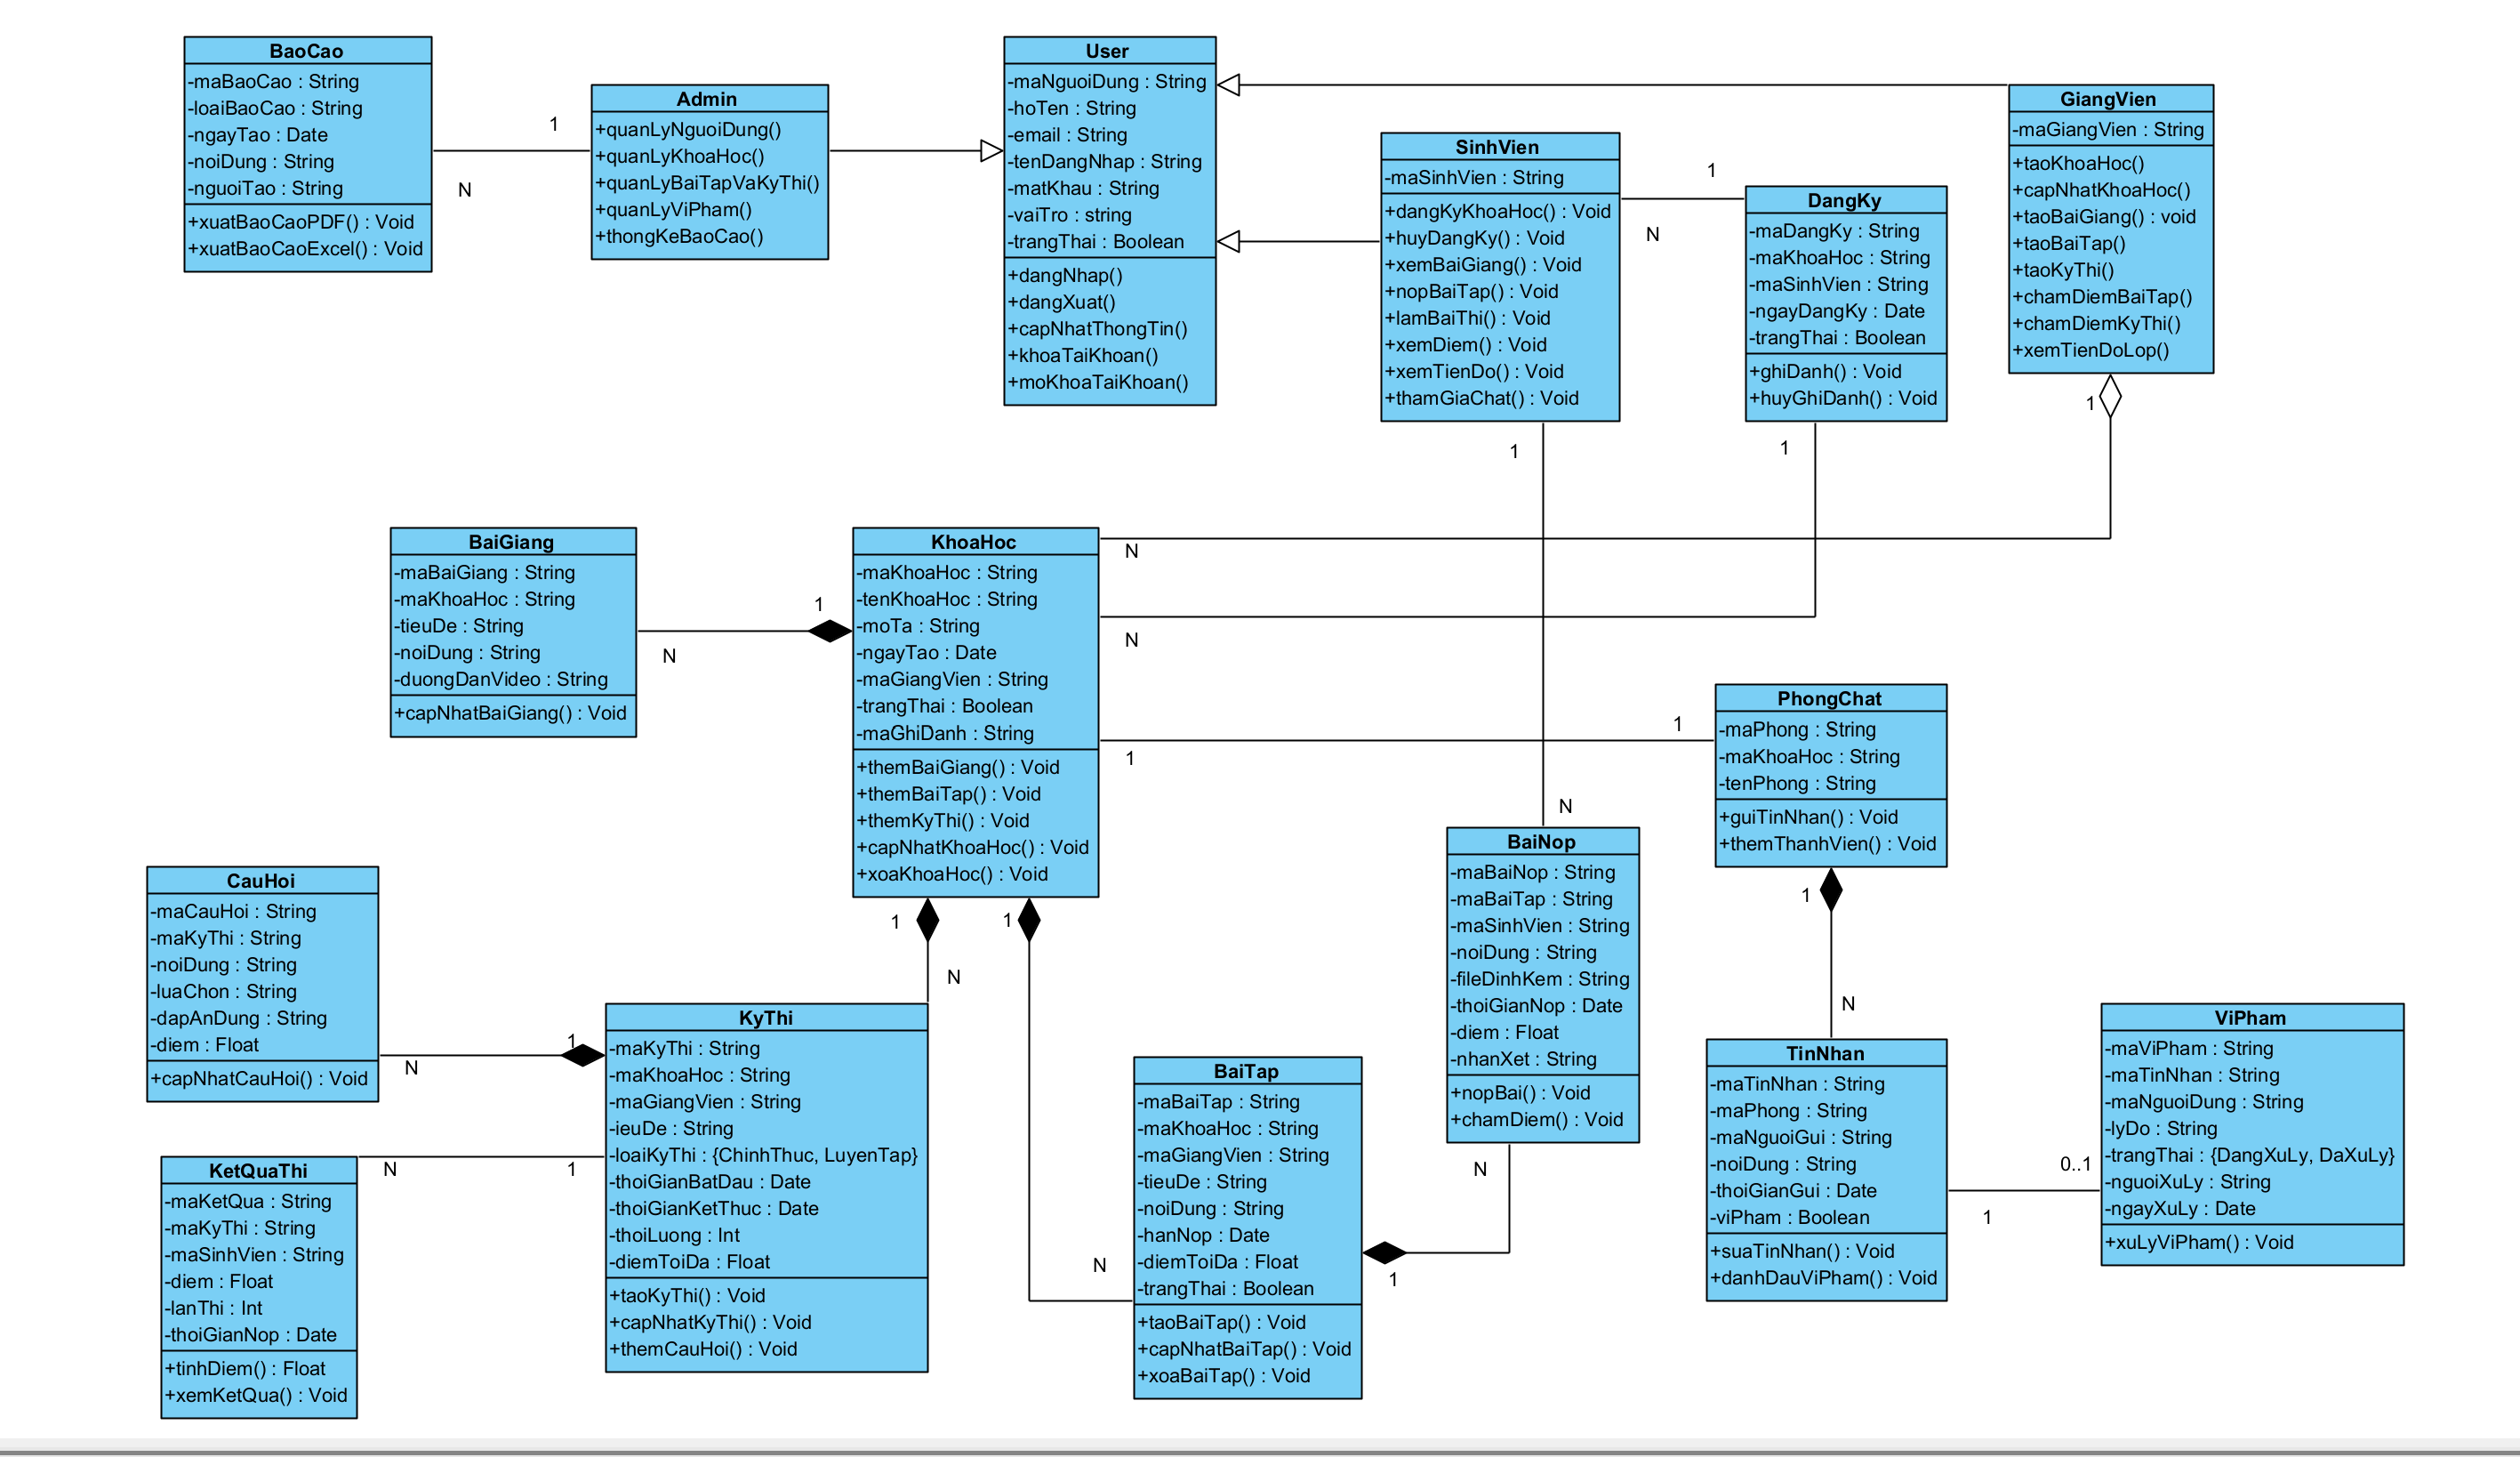 BaoCao
-maBaoCao : String
-loaiBaoCao : String
-ngayTao : Date
-noiDung : String
-nguoiTao : String
+xuatBaoCaoPDF() : Void
+xuatBaoCaoExcel() : Void
1
N
Admin
+quanLyNguoiDung()
+quanLyKhoaHoc()
+quanLyBaiTapVaKyThi()
+quanLyViPham()
+thongKeBaoCao()
User
-maNguoiDung : String
-hoTen : String
-email : String
-tenDangNhap : String
-matKhau : String
-vaiTro : string
-trangThai : Boolean
+dangNhap()
+dangXuat()
+capNhatThongTin()
+khoaTaiKhoan()
+moKhoaTaiKhoan()
SinhVien
-maSinhVien : String
+dangKyKhoaHoc() : Void
+huyDangKy() : Void
+xemBaiGiang() : Void
+nopBaiTap() : Void
+lamBaiThi() : Void
+xemDiem() : Void
+xemTienDo() : Void
+thamGiaChat() : Void
1
N
DangKy
-maDangKy : String
-maKhoaHoc : String
-maSinhVien : String
-ngayDangKy : Date
-trangThai : Boolean
+ghiDanh() : Void
+huyGhiDanh() : Void
GiangVien
-maGiangVien : String
+taoKhoaHoc()
+capNhatKhoaHoc()
+taoBaiGiang() : void
+taoBaiTap()
+taoKyThi()
+chamDiemBaiTap()
+chamDiemKyThi()
+xemTienDoLop()
1
1
1
BaiGiang
-maBaiGiang : String
-maKhoaHoc : String
-tieuDe : String
-noiDung : String
-duongDanVideo : String
+capNhatBaiGiang() : Void
1
N
KhoaHoc
-maKhoaHoc : String
-tenKhoaHoc : String
-moTa : String
-ngayTao : Date
-maGiangVien : String
-trangThai : Boolean
-maGhiDanh : String
+themBaiGiang() : Void
+themBaiTap() : Void
+themKyThi() : Void
+capNhatKhoaHoc() : Void
+xoaKhoaHoc() : Void
N
N
1
1
PhongChat
-maPhong : String
-maKhoaHoc : String
-tenPhong : String
+guiTinNhan() : Void
+themThanhVien() : Void
N
BaiNop
-maBaiNop : String
-maBaiTap : String
-maSinhVien : String
-noiDung : String
-fileDinhKem : String
-thoiGianNop : Date
-diem : Float
-nhanXet : String
+nopBai() : Void
+chamDiem() : Void
1
N
CauHoi
-maCauHoi : String
-maKyThi : String
-noiDung : String
-luaChon : String
-dapAnDung : String
-diem : Float
+capNhatCauHoi() : Void
1
1
N
1
N
KyThi
-maKyThi : String
-maKhoaHoc : String
-maGiangVien : String
-ieuDe : String
-loaiKyThi : {ChinhThuc, LuyenTap}
-thoiGianBatDau : Date
-thoiGianKetThuc : Date
-thoiLuong : Int
-diemToiDa : Float
+taoKyThi() : Void
+capNhatKyThi() : Void
+themCauHoi() : Void
N
1
KetQuaThi
-maKetQua : String
-maKyThi : String
-maSinhVien : String
-diem : Float
-lanThi : Int
-thoiGianNop : Date
+tinhDiem() : Float
+xemKetQua() : Void
N
BaiTap
-maBaiTap : String
-maKhoaHoc : String
-maGiangVien : String
-tieuDe : String
-noiDung : String
-hanNop : Date
-diemToiDa : Float
-trangThai : Boolean
+taoBaiTap() : Void
+capNhatBaiTap() : Void
+xoaBaiTap() : Void
N
1
TinNhan
-maTinNhan : String
-maPhong : String
-maNguoiGui : String
-noiDung : String
-thoiGianGui : Date
-viPham : Boolean
+suaTinNhan() : Void
+danhDauViPham() : Void
0..1
1
ViPham
-maViPham : String
-maTinNhan : String
-maNguoiDung : String
-lyDo : String
-trangThai : {DangXuLy, DaXuLy}
-nguoiXuLy : String
-ngayXuLy : Date
+xuLyViPham() : Void